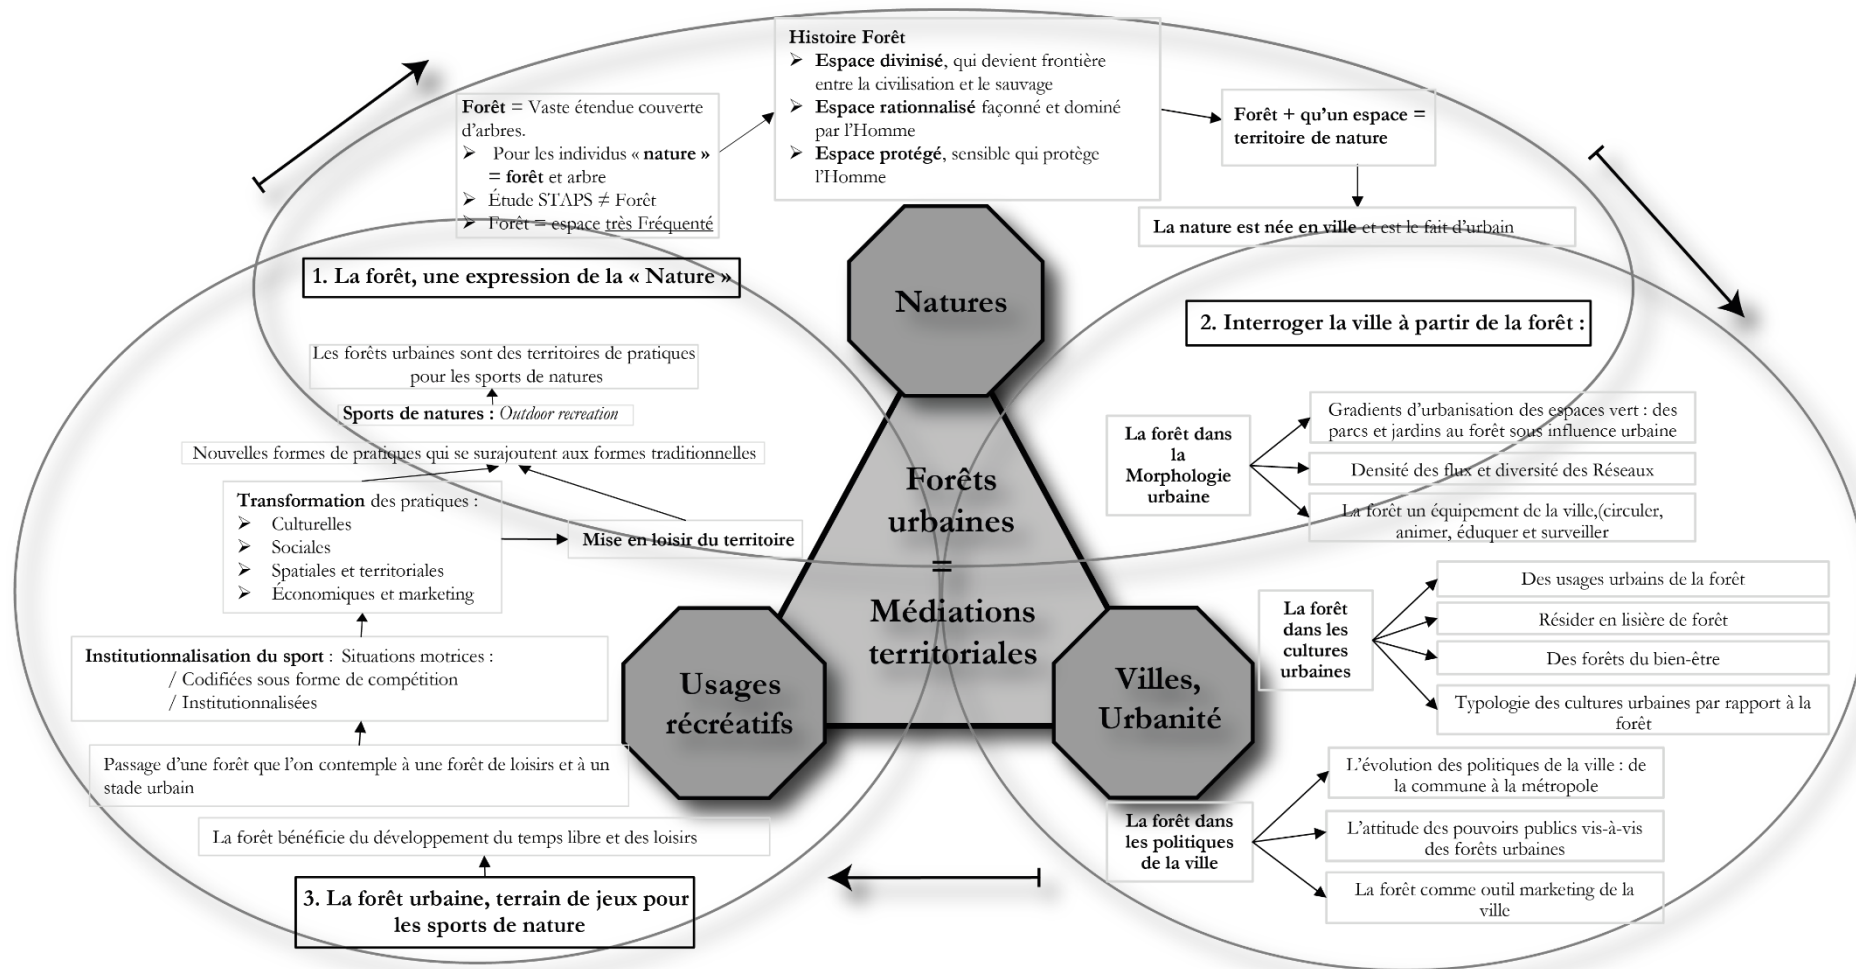 Histoire Forêt
➢ Espace divinisé, qui devient frontière
entre la civilisation et le sauvage
➢ Espace rationnalisé façonné et dominé
par l'Homme
➢ Espace protégé, sensible qui protège
l'Homme
Forêt = Vaste étendue couverte
d'arbres.
➢ Pour les individus « nature »
= forêt et arbre
➢ Étude STAPS ≠ Forêt
➢ Forêt = espace très Fréquenté
Forêt + qu'un espace =
territoire de nature
La nature est née en ville et est le fait d'urbain
1. La forêt, une expression de la « Nature »
Natures
2. Interroger la ville à partir de la forêt :
Les forêts urbaines sont des territoires de pratiques
pour les sports de natures
Sports de natures : Outdoor recreation
Nouvelles formes de pratiques qui se surajoutent aux formes traditionnelles
Transformation des pratiques :
➢ Culturelles
➢ Sociales
➢ Spatiales et territoriales
➢ Économiques et marketing
Mise en loisir du territoire
Forêts
urbaines
=
Médiations
territoriales
La forêt dans
la
Morphologie
urbaine
Gradients d'urbanisation des espaces vert : des
parcs et jardins au forêt sous influence urbaine
Densité des flux et diversité des Réseaux
La forêt un équipement de la ville,(circuler,
animer, éduquer et surveiller
La forêt
dans les
cultures
urbaines
Des usages urbains de la forêt
Résider en lisière de forêt
Des forêts du bien-être
Typologie des cultures urbaines par rapport à la
forêt
Institutionnalisation du sport : Situations motrices :
/ Codifiées sous forme de compétition
/ Institutionnalisées
Usages
récréatifs
Villes,
Urbanité
Passage d'une forêt que l'on contemple à une forêt de loisirs et à un
stade urbain
La forêt bénéficie du développement du temps libre et des loisirs
3. La forêt urbaine, terrain de jeux pour
les sports de nature
La forêt dans
les politiques
de la ville
L'évolution des politiques de la ville : de
la commune à la métropole
L'attitude des pouvoirs publics vis-à-vis
des forêts urbaines
La forêt comme outil marketing de la
ville